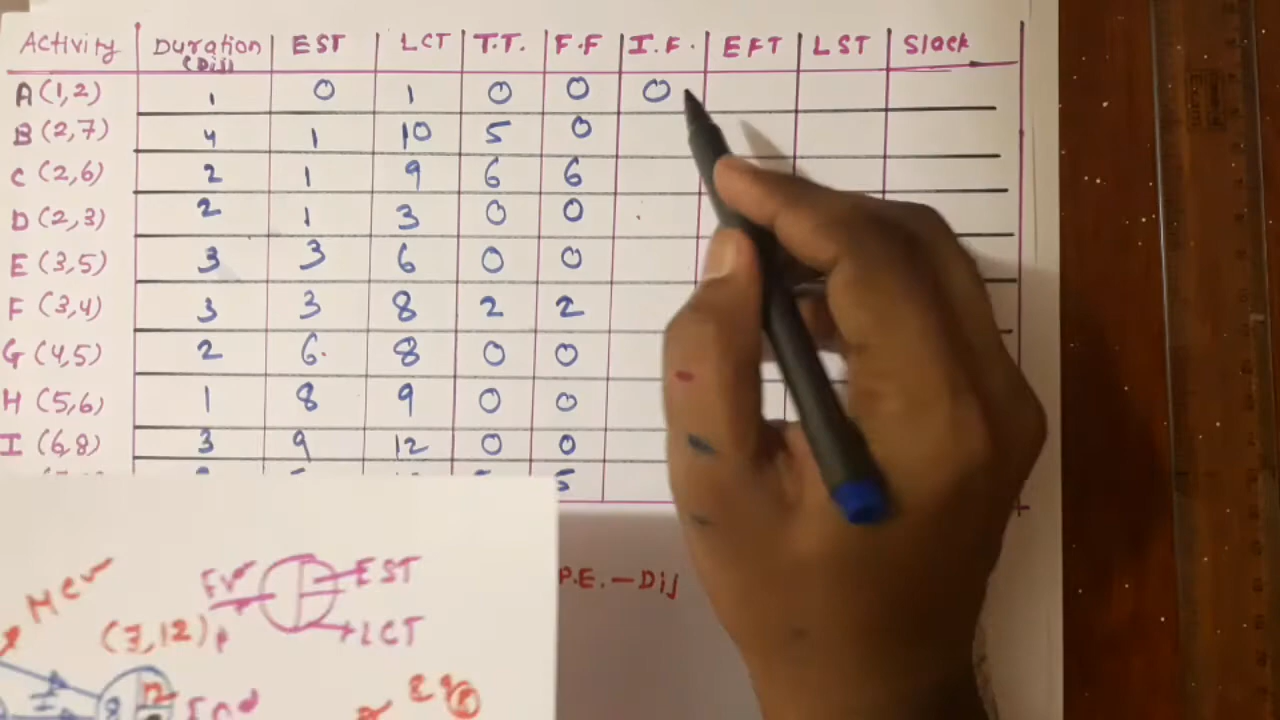 Activity Duration (Dij) EST LCT T.T. F.F I.F. EFT LST Slack
A (1,2) 1 0 1 0 0 0
B (2,7) 4 1 10 5 0
C (2,6) 2 1 9 6 6
D (2,3) 2 1 3 0 0
E (3,5) 3 3 6 0 0
F (3,4) 3 3 8 2 2
G (4,5) 2 6. 8 0 0
H (5,6) 1 8 9 0 0
I (6,8) 3 9 12 0 0
5
P.E. - Dij
EST
LCT
(7,12)
I
8
End